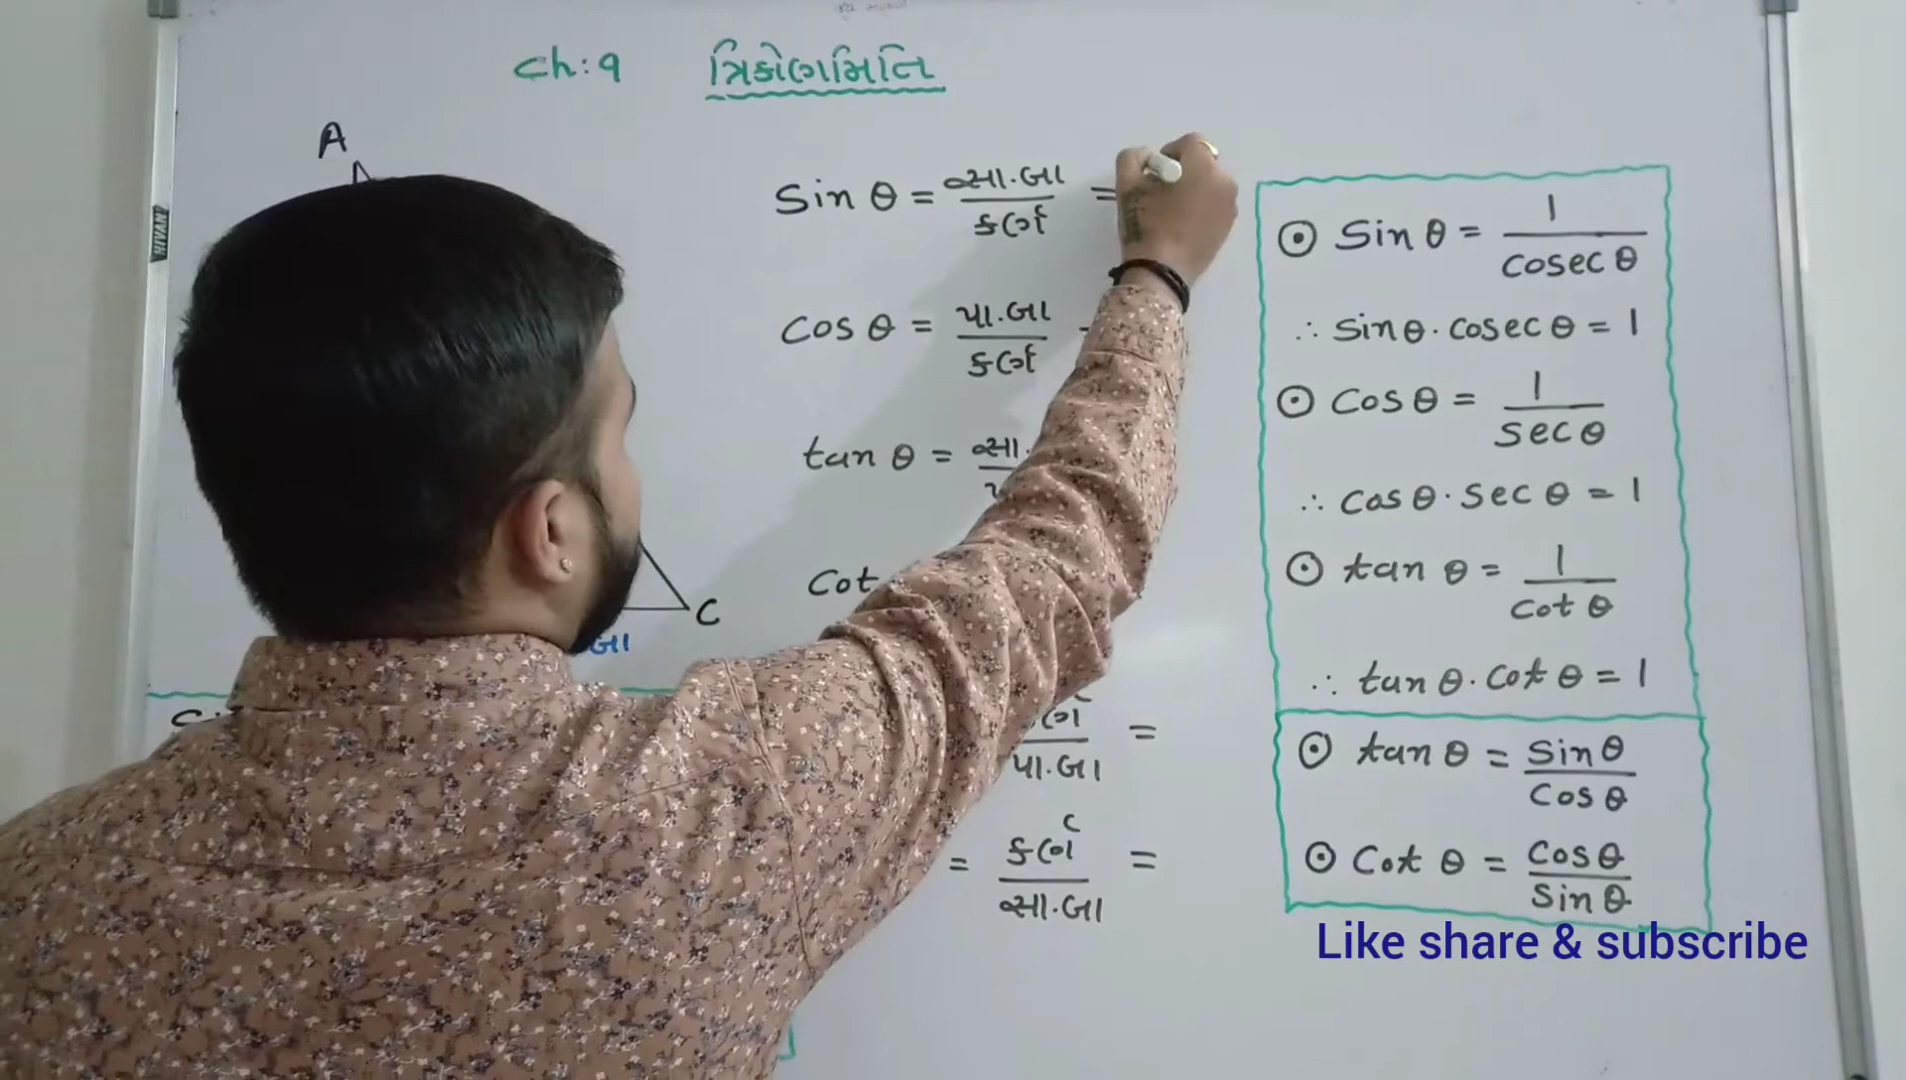 Ch: 9 ત્રિકોણમિતિ
A
Sin θ = સા.બા / કર્ણ =
Cos θ = પા.બા / કર્ણ
tan θ = સા.
Cot
C
બા
પા.બા =
= કર્ણ / સા.બા =
⊙ Sin θ = 1 / Cosec θ
∴ Sin θ . Cosec θ = 1
⊙ Cos θ = 1 / Sec θ
∴ Cos θ . Sec θ = 1
⊙ tan θ = 1 / Cot θ
∴ tan θ . Cot θ = 1
⊙ tan θ = Sin θ / Cos θ
⊙ Cot θ = Cos θ / Sin θ
Like share & subscribe